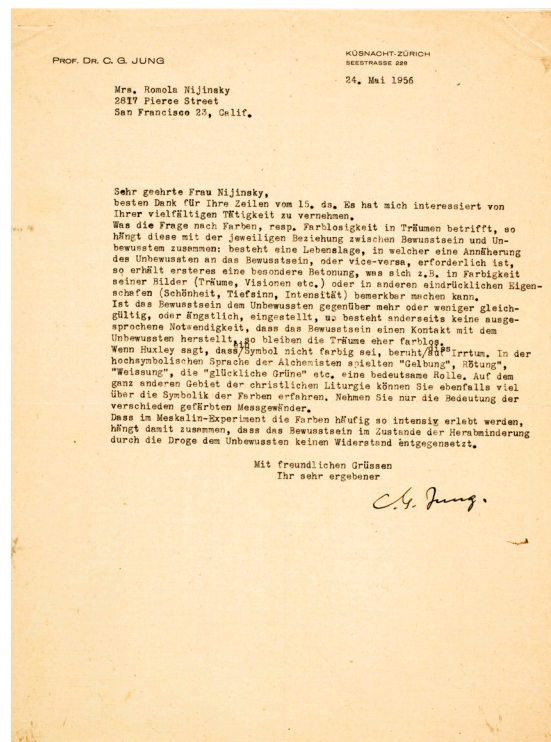 PROF. DR. C. G. JUNG
KÜSNACHT-ZÜRICH
SEESTRASSE 228
24. Mai 1956
Mrs. Romola Nijinsky
2817 Pierce Street
San Francisco 23, Calif.
Sehr geehrte Frau Nijinsky,
besten Dank für Ihre Zeilen vom 15. ds. Es hat mich interessiert von
Ihrer vielfältigen Tätigkeit zu vernehmen.
Was die Frage nach Farben, resp. Farblosigkeit in Träumen betrifft, so
hängt diese mit der jeweiligen Beziehung zwischen Bewusstsein und Un-
bewusstem zusammen: besteht eine Lebenslage, in welcher eine Annäherung
des Unbewussten an das Bewusstsein, oder vice-versa, erforderlich ist,
so erhält ersteres eine besondere Betonung, was sich z.B. in Farbigkeit
seiner Bilder (Träume, Visionen etc.) oder in anderen eindrücklichen Eigen-
schafen (Schönheit, Tiefsinn, Intensität) bemerkbar machen kann.
Ist das Bewusstsein dem Unbewussten gegenüber mehr oder weniger gleich-
gültig, oder ängstlich, eingestellt, u. besteht anderseits keine ausge-
sprochene Notwendigkeit, dass das Bewusstsein einen Kontakt mit dem
Unbewussten herstellt, so bleiben die Träume eher farblos.
Wenn Huxley sagt, dass ein Symbol nicht farbig sei, beruht dies auf Irrtum. In der
hochsymbolischen Sprache der Alchemisten spielten "Gelbung", Rötung",
"Weissung", die "glückliche Grüne" etc. eine bedeutsame Rolle. Auf dem
ganz anderen Gebiet der christlichen Liturgie können Sie ebenfalls viel
über die Symbolik der Farben erfahren. Nehmen Sie nur die Bedeutung der
verschieden gefärbten Messgewänder.
Dass im Meskalin-Experiment die Farben häufig so intensiv erlebt werden,
hängt damit zusammen, dass das Bewusstsein im Zustande der Herabminderung
durch die Droge dem Unbewussten keinen Widerstand entgegensetzt.
Mit freundlichen Grüssen
Ihr sehr ergebener
C. G. Jung.